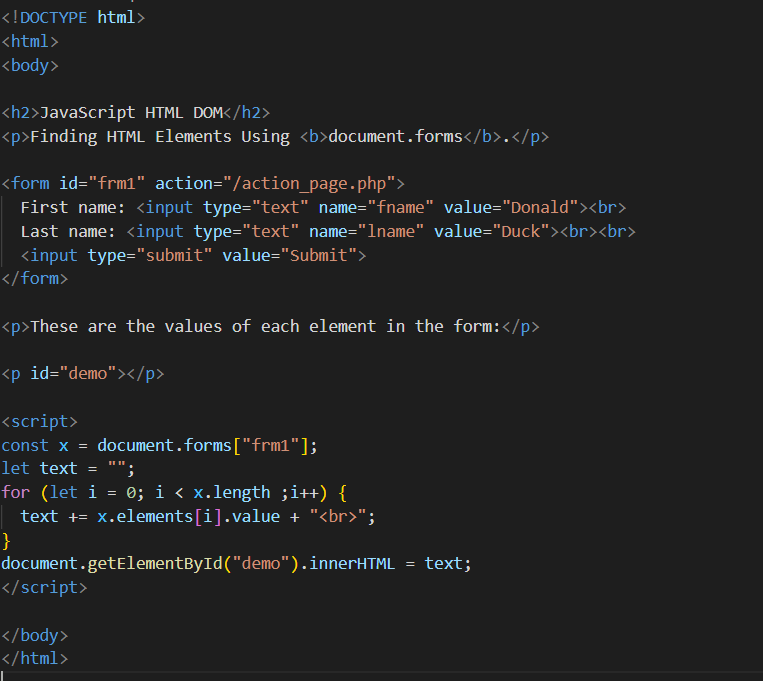 <!DOCTYPE html>
<html>
<body>
<h2>JavaScript HTML DOM</h2>
<p>Finding HTML Elements Using <b>document.forms</b>.</p>
<form id="frm1" action="/action_page.php">
First name: <input type="text" name="fname" value="Donald"><br>
Last name: <input type="text" name="lname" value="Duck"><br><br>
<input type="submit" value="Submit">
</form>
<p>These are the values of each element in the form:</p>
<p id="demo"></p>
<script>
const x = document.forms["frm1"];
let text = "";
for (let i = 0; i < x.length ;i++) {
text += x.elements[i].value + "<br>";
}
document.getElementById("demo").innerHTML = text;
</script>
</body>
</html>